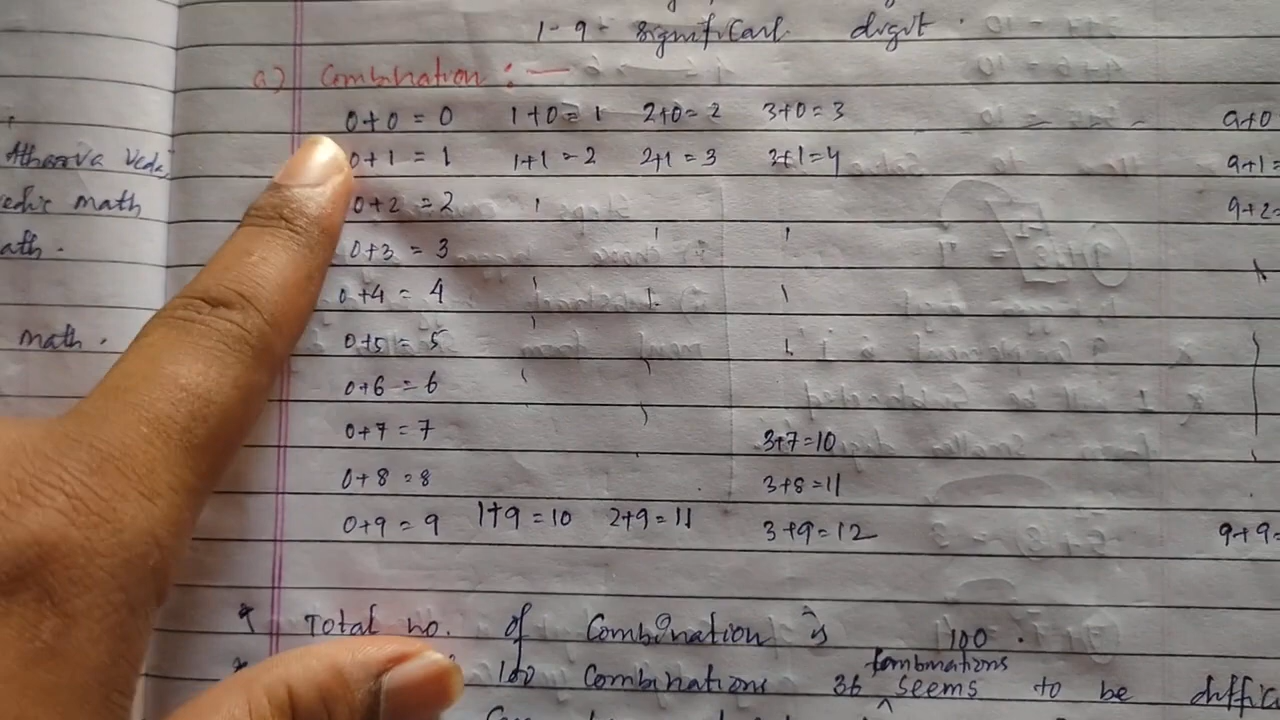 1-9 - significant digit.
a) Combination : —
0+0 = 0 1+0 = 1 2+0 = 2 3+0 = 3 9+0
Atharva Veda, 0+1 = 1 1+1 = 2 2+1 = 3 3+1 = 4 9+1 =
edic math 0+2 = 2 9+2 =
ath. 0+3 = 3
0+4 = 4
math. 0+5 = 5
0+6 = 6
0+7 = 7 3+7 = 10
0+8 = 8 3+8 = 11
0+9 = 9 1+9 = 10 2+9 = 11 3+9 = 12 9+9 =
* Total no. of Combination is 100.
* 100 Combinations 36 combinations seems to be diffic